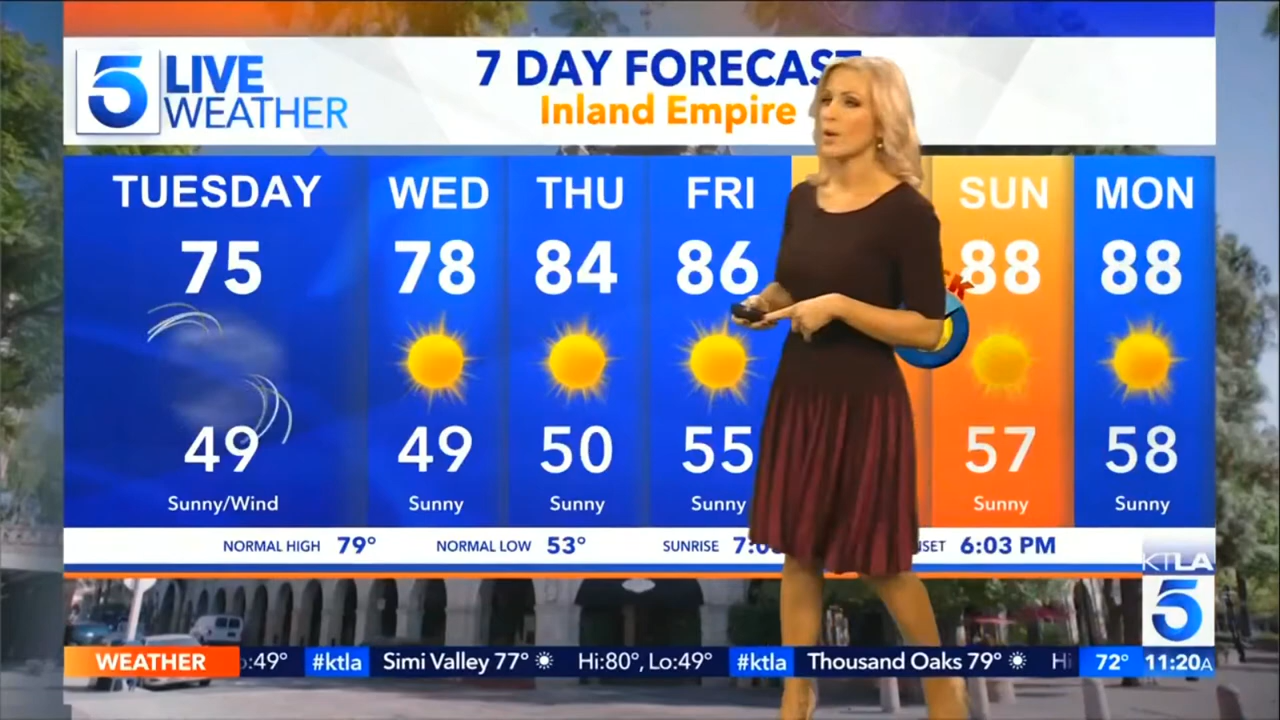 5 LIVE WEATHER
7 DAY FORECAST
Inland Empire
TUESDAY
75
49
Sunny/Wind
WED
78
49
Sunny
THU
84
50
Sunny
FRI
86
55
Sunny
SUN
88
57
Sunny
MON
88
58
Sunny
NORMAL HIGH 79° NORMAL LOW 53° SUNRISE 6:03 PM
KTLA
5
WEATHER :49° #ktla Simi Valley 77° Hi:80°, Lo:49° #ktla Thousand Oaks 79° Hi 72° 11:20A